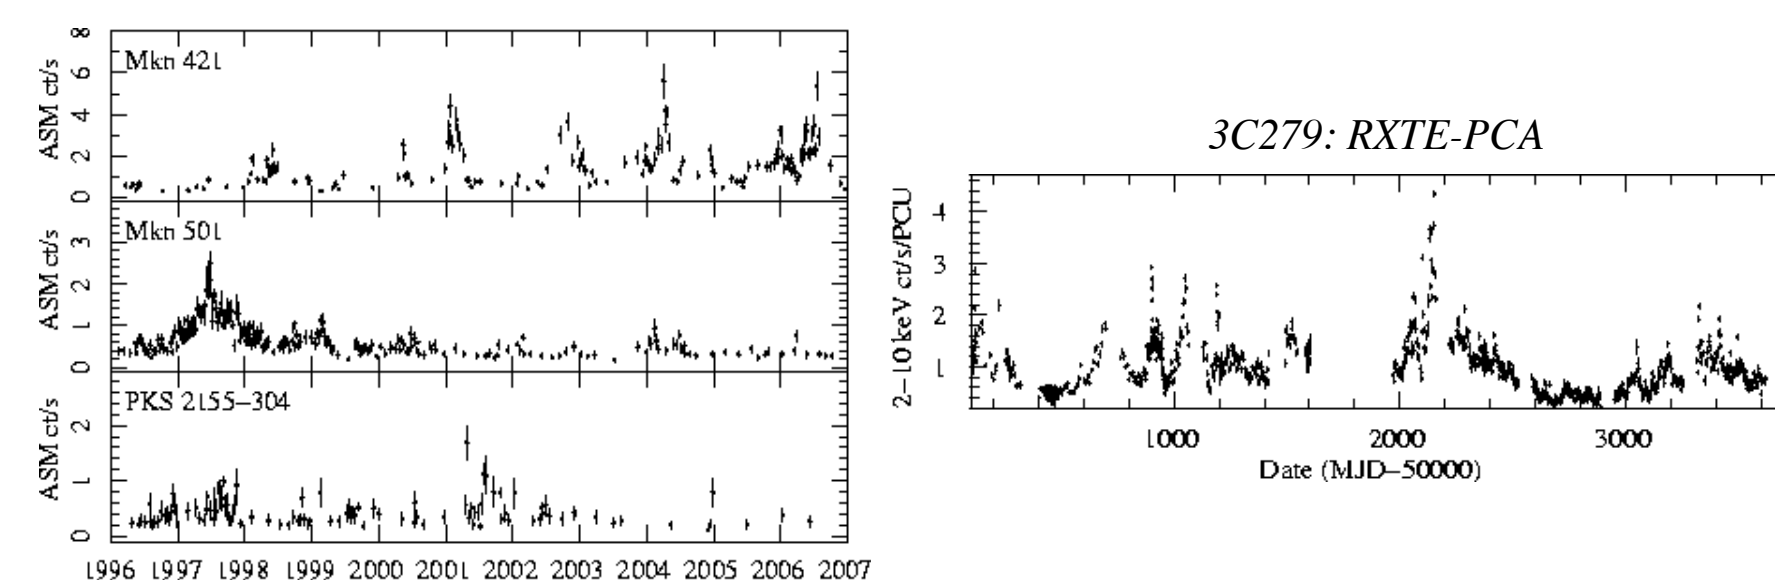 8
6
4
2
0
ASM ct/s
Mkn 421
3
2
1
0
ASM ct/s
Mkn 501
2
1
0
ASM ct/s
PKS 2155–304
1996 1997 1998 1999 2000 2001 2002 2003 2004 2005 2006 2007
3C279: RXTE-PCA
2–10 keV ct/s/PCU
4
3
2
1
1000 2000 3000
Date (MJD–50000)